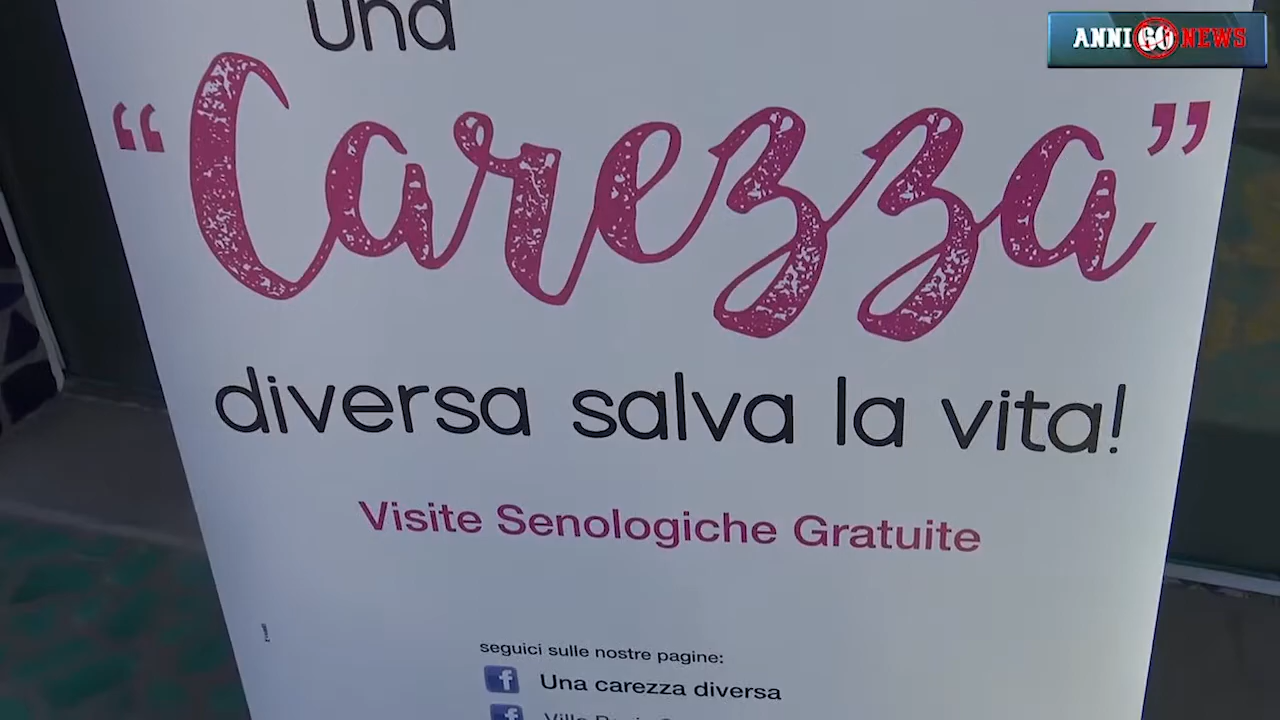 ANNI 60 NEWS
una
“Carezza”
diversa salva la vita!
Visite Senologiche Gratuite
seguici sulle nostre pagine:
f Una carezza diversa
f